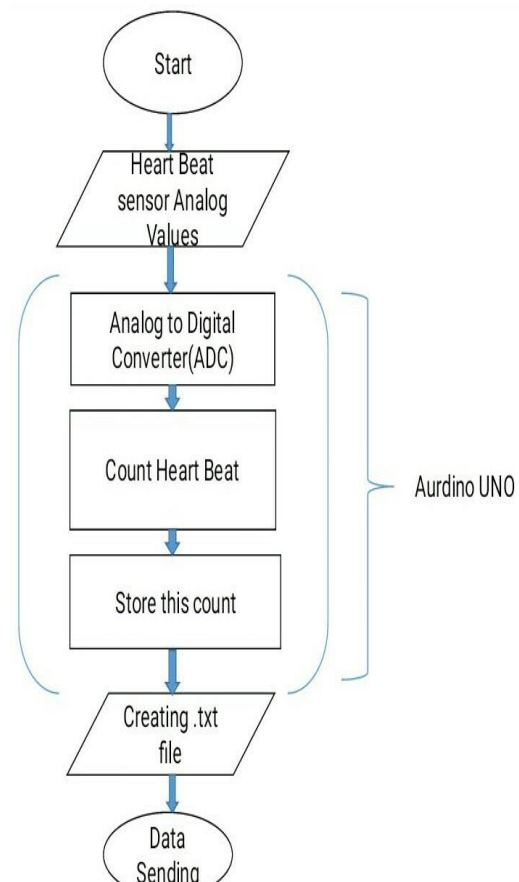 Start
Heart Beat
sensor Analog
Values
Analog to Digital
Converter(ADC)
Count Heart Beat
Aurdino UNO
Store this count
Creating .txt
file
Data
Sending